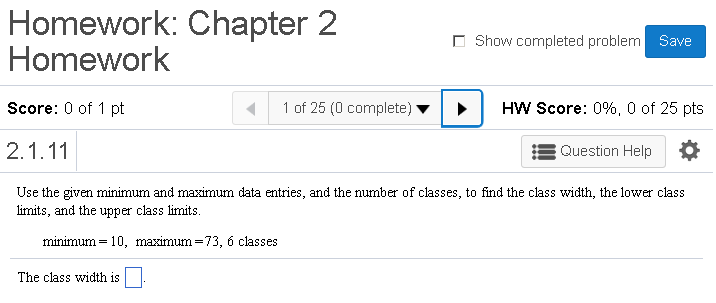 Homework: Chapter 2
Homework
Show completed problem
Save
Score: 0 of 1 pt
1 of 25 (0 complete)
HW Score: 0%, 0 of 25 pts
2.1.11
Question Help
Use the given minimum and maximum data entries, and the number of classes, to find the class width, the lower class
limits, and the upper class limits.
minimum = 10, maximum = 73, 6 classes
The class width is .